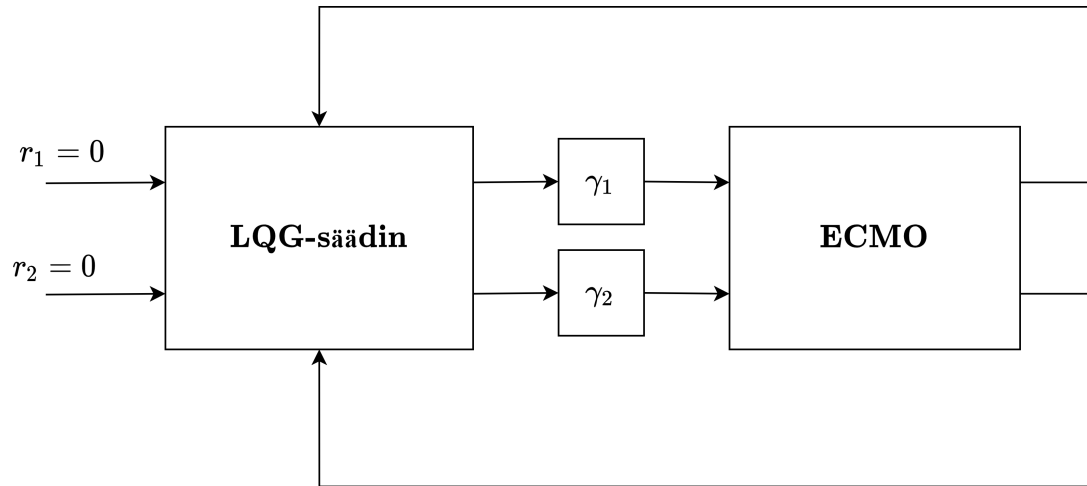 r₁ = 0
γ₁
LQG-säädin
ECMO
r₂ = 0
γ₂